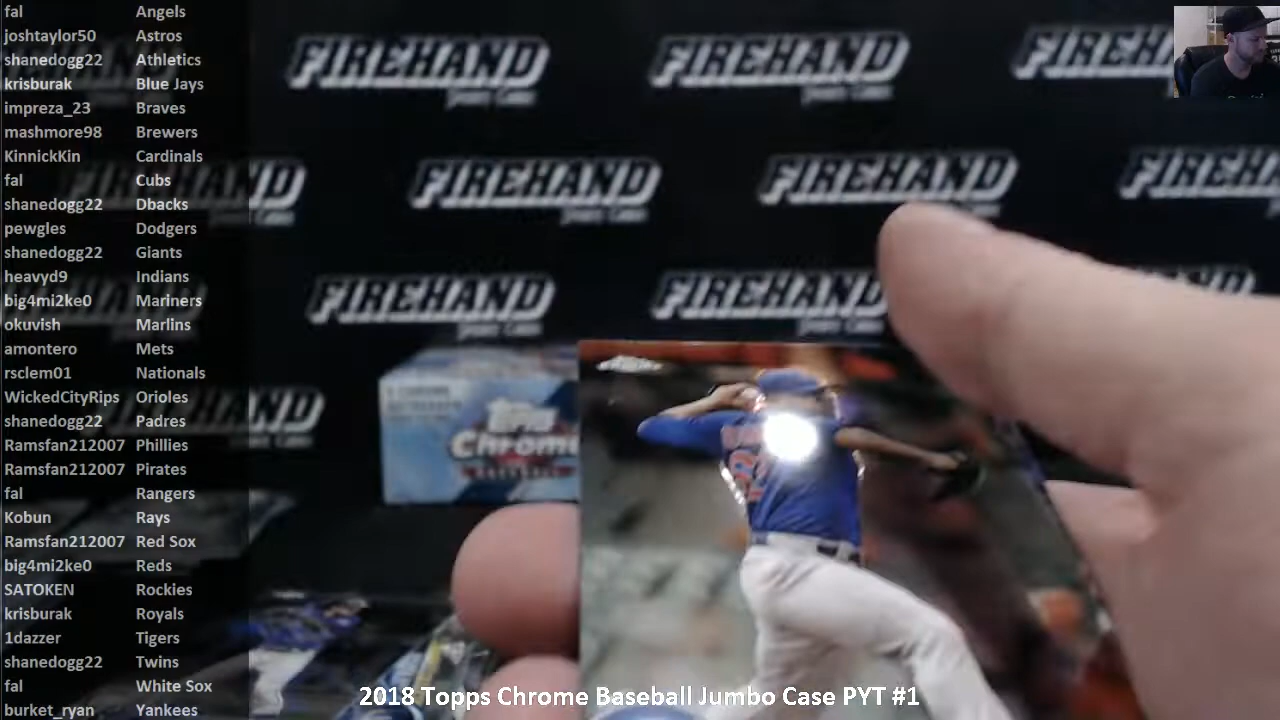 fal Angels
joshtaylor50 Astros
shanedogg22 Athletics
krisburak Blue Jays
impreza_23 Braves
mashmore98 Brewers
KinnickKin Cardinals
fal Cubs
shanedogg22 Dbacks
pewgles Dodgers
shanedogg22 Giants
heavyd9 Indians
big4mi2ke0 Mariners
okuvish Marlins
amontero Mets
rsclem01 Nationals
WickedCityRips Orioles
shanedogg22 Padres
Ramsfan212007 Phillies
Ramsfan212007 Pirates
fal Rangers
Kobun Rays
Ramsfan212007 Red Sox
big4mi2ke0 Reds
SATOKEN Rockies
krisburak Royals
1dazzer Tigers
shanedogg22 Twins
fal White Sox
burket_ryan Yankees
FIREHAND FIREHAND FIREH
HAND FIREHAND FIREHAND FIREHAND
FIREHAND FIREHAND
HAND
Topps
Chrome
2018 Topps Chrome Baseball Jumbo Case PYT #1